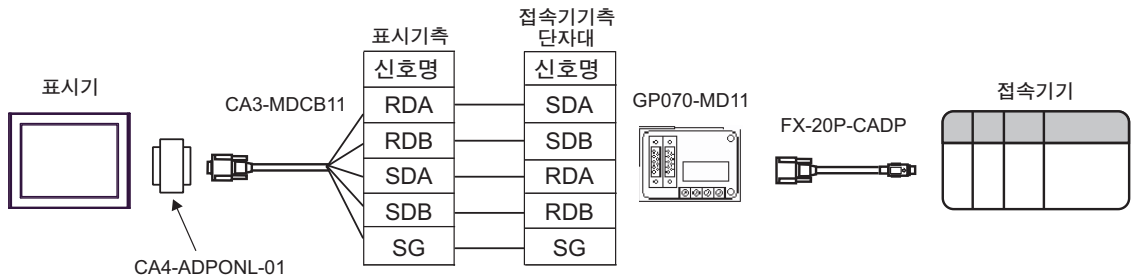 표시기
CA4-ADPONL-01
CA3-MDCB11
표시기측
신호명
RDA
RDB
SDA
SDB
SG
접속기기측
단자대
신호명
SDA
SDB
RDA
RDB
SG
GP070-MD11
FX-20P-CADP
접속기기